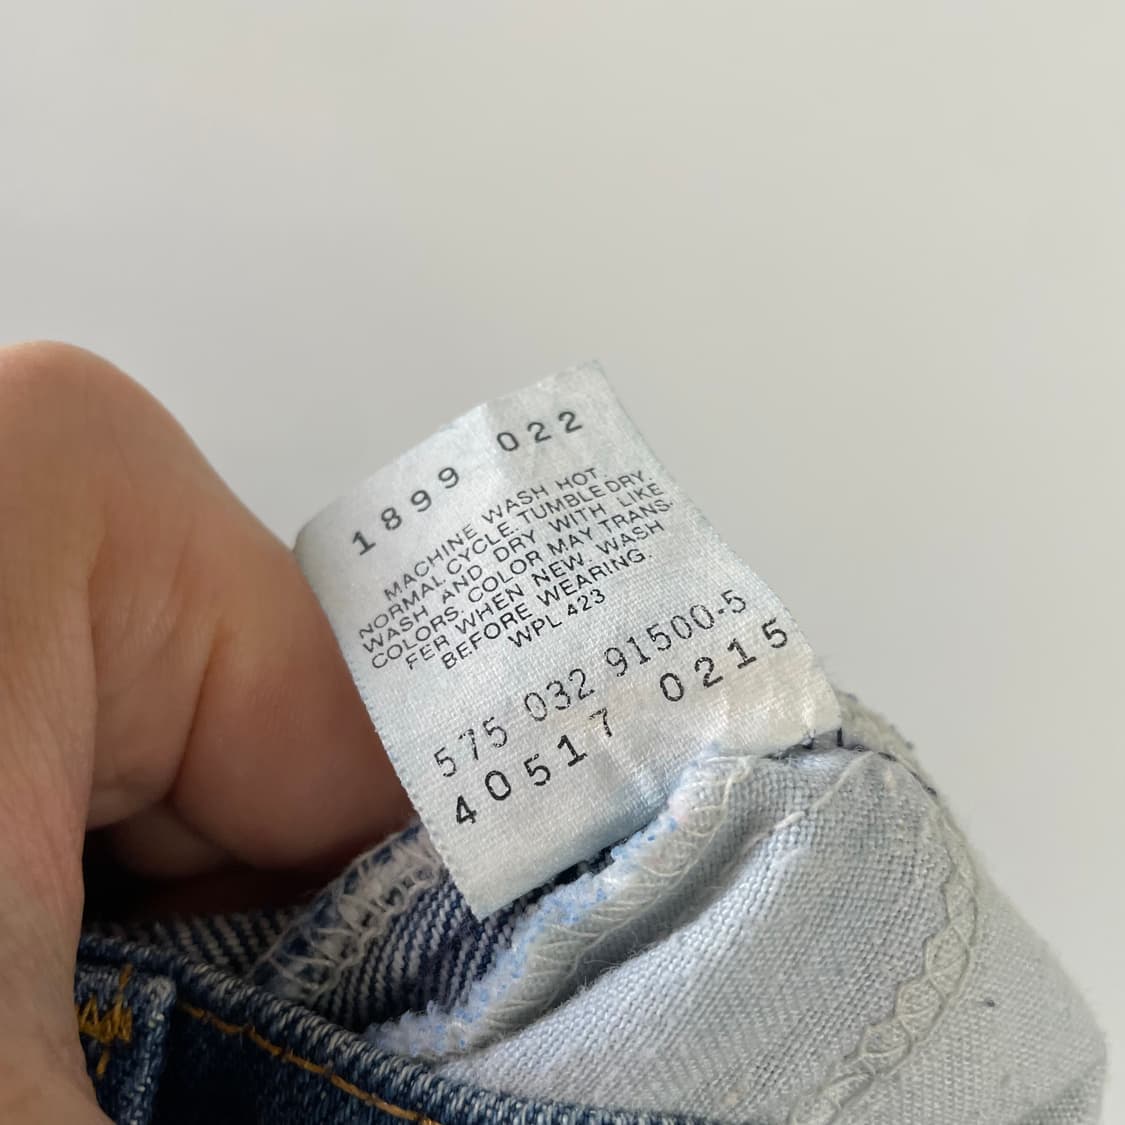 1899 022
MACHINE WASH HOT.
NORMAL CYCLE. TUMBLE DRY.
WASH AND DRY WITH LIKE
COLORS. COLOR MAY TRANS-
FER WHEN NEW. WASH
BEFORE WEARING.
WPL 423
575 032 91500-5
40517 0215